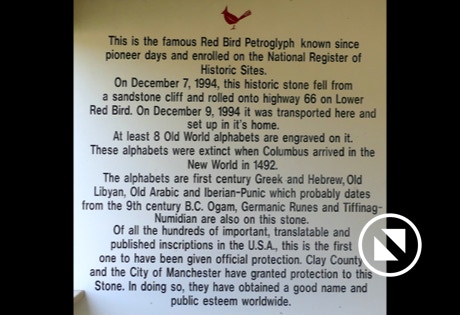 This is the famous Red Bird Petroglyph known since
pioneer days and enrolled on the National Register of
Historic Sites.
On December 7, 1994, this historic stone fell from
a sandstone cliff and rolled onto highway 66 on Lower
Red Bird. On December 9, 1994 it was transported here and
set up in it's home.
At least 8 Old World alphabets are engraved on it.
These alphabets were extinct when Columbus arrived in the
New World in 1492.
The alphabets are first century Greek and Hebrew, Old
Libyan, Old Arabic and Iberian-Punic which probably dates
from the 9th century B.C. Ogam, Germanic Runes and Tiffinag-
Numidian are also on this stone.
Of all the hundreds of important, translatable and
published inscriptions in the U.S.A., this is the first
one to have been given official protection. Clay County
and the City of Manchester have granted protection to this
Stone. In doing so, they have obtained a good name and
public esteem worldwide.